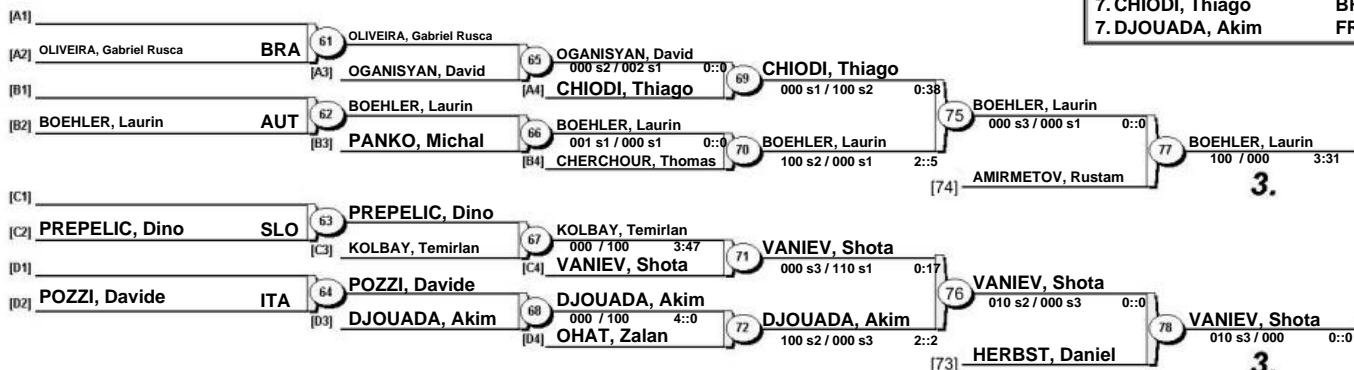 7. CHIODI, Thiago
7. DJOUADA, Akim
[A1]
[A2] OLIVEIRA, Gabriel Rusca BRA
61
OLIVEIRA, Gabriel Rusca
[A3] OGANISYAN, David
65
OGANISYAN, David
000 s2 / 002 s1 0::0
[A4] CHIODI, Thiago
69
CHIODI, Thiago
000 s1 / 100 s2 0:38
[B1]
[B2] BOEHLER, Laurin AUT
62
BOEHLER, Laurin
[B3] PANKO, Michal
66
BOEHLER, Laurin
001 s1 / 000 s1 0::0
[B4] CHERCHOUR, Thomas
70
BOEHLER, Laurin
100 s2 / 000 s1 2::5
75
BOEHLER, Laurin
000 s3 / 000 s1 0::0
[74] AMIRMETOV, Rustam
77
BOEHLER, Laurin
100 / 000 3:31
3.
[C1]
[C2] PREPELIC, Dino SLO
63
PREPELIC, Dino
[C3] KOLBAY, Temirlan
67
KOLBAY, Temirlan
000 / 100 3:47
[C4] VANIEV, Shota
71
VANIEV, Shota
000 s3 / 110 s1 0:17
[D1]
[D2] POZZI, Davide ITA
64
POZZI, Davide
[D3] DJOUADA, Akim
68
DJOUADA, Akim
000 / 100 4::0
[D4] OHAT, Zalan
72
DJOUADA, Akim
100 s2 / 000 s3 2::2
76
VANIEV, Shota
010 s2 / 000 s3 0::0
[73] HERBST, Daniel
78
VANIEV, Shota
010 s3 / 000 0::0
3.